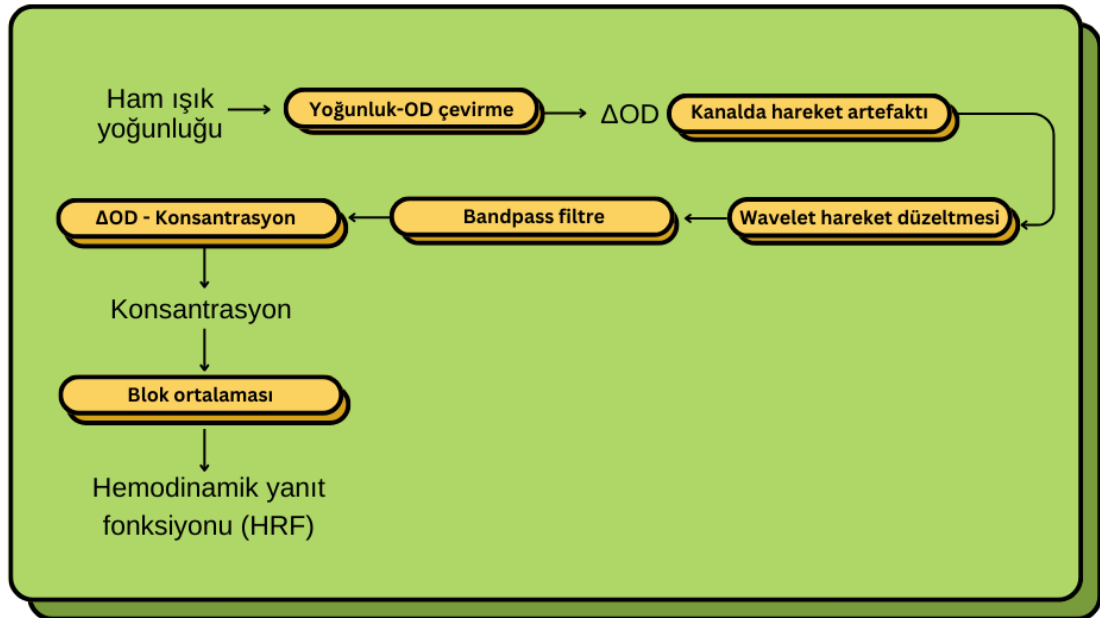 Ham ışık
yoğunluğu
Yoğunluk-OD çevirme
ΔOD
Kanalda hareket artefaktı
Wavelet hareket düzeltmesi
Bandpass filtre
ΔOD - Konsantrasyon
Konsantrasyon
Blok ortalaması
Hemodinamik yanıt
fonksiyonu (HRF)